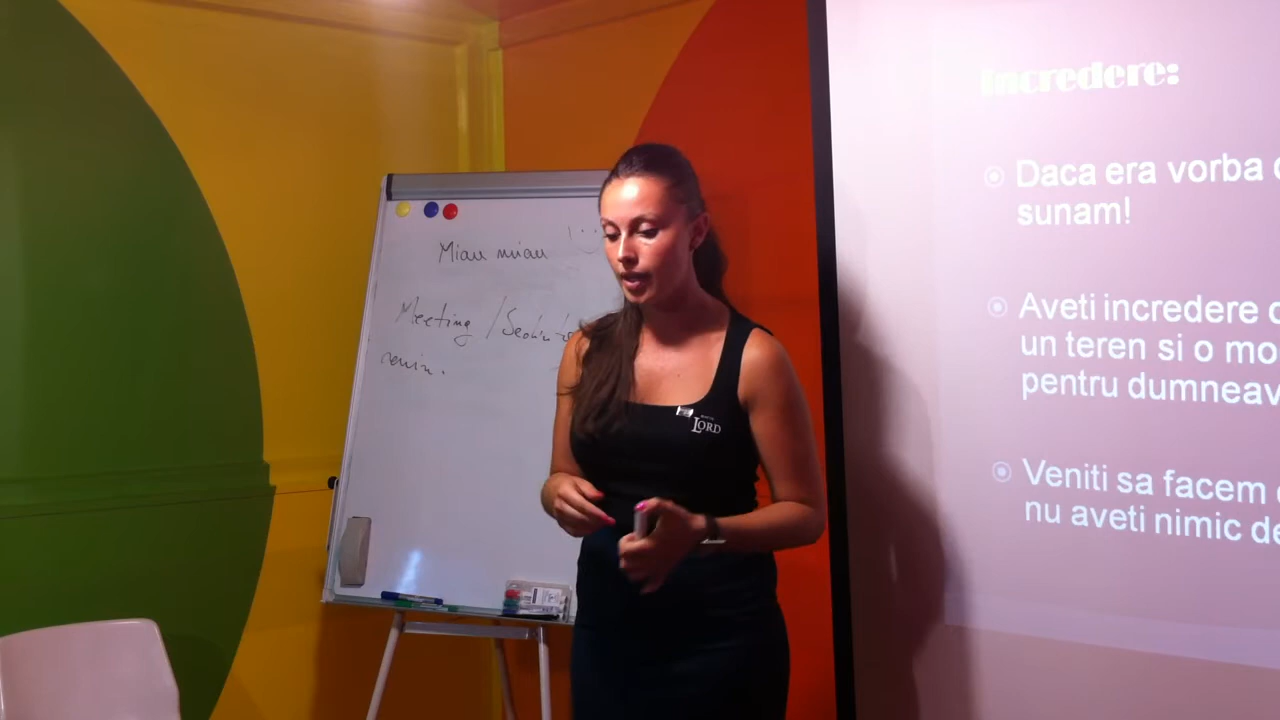 Miau miau
Meeting /
LORD
Incredere:
Daca era vorba
sunam!
Aveti incredere
un teren si o mo
pentru dumneav
Veniti sa facem
nu aveti nimic de